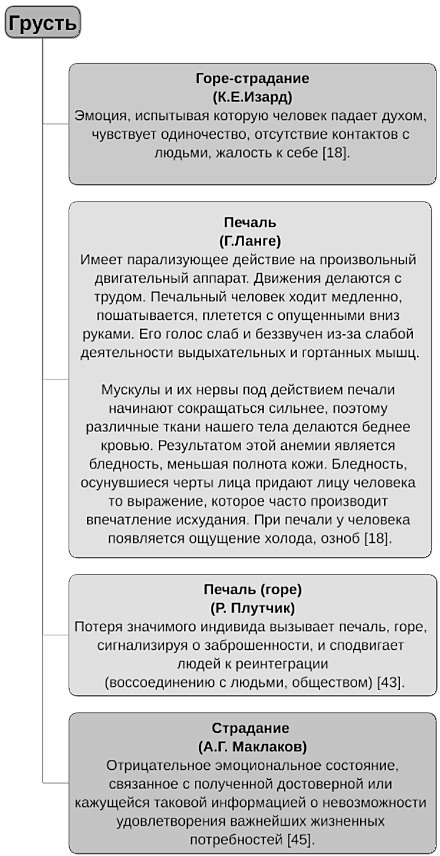 Грусть
Горе-страдание
(К.Е.Изард)
Эмоция, испытывая которую человек падает духом,
чувствует одиночество, отсутствие контактов с
людьми, жалость к себе [18].
Печаль
(Г.Ланге)
Имеет парализующее действие на произвольный
двигательный аппарат. Движения делаются с
трудом. Печальный человек ходит медленно,
пошатывается, плетется с опущенными вниз
руками. Его голос слаб и беззвучен из-за слабой
деятельности выдыхательных и гортанных мышц.
Мускулы и их нервы под действием печали
начинают сокращаться сильнее, поэтому
различные ткани нашего тела делаются беднее
кровью. Результатом этой анемии является
бледность, меньшая полнота кожи. Бледность,
осунувшиеся черты лица придают лицу человека
то выражение, которое часто производит
впечатление исхудания. При печали у человека
появляется ощущение холода, озноб [18].
Печаль (горе)
(Р. Плутчик)
Потеря значимого индивида вызывает печаль, горе,
сигнализируя о заброшенности, и сподвигает
людей к реинтеграции
(воссоединению с людьми, обществом) [43].
Страдание
(А.Г. Маклаков)
Отрицательное эмоциональное состояние,
связанное с полученной достоверной или
кажущейся таковой информацией о невозможности
удовлетворения важнейших жизненных
потребностей [45].